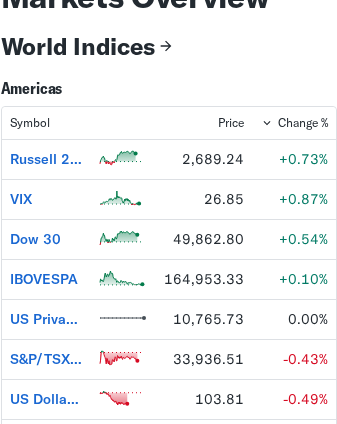 Markets Overview
World Indices →
Americas
Symbol Price Change %
Russell 2... 2,689.24 +0.73%
VIX 26.85 +0.87%
Dow 30 49,862.80 +0.54%
IBOVESPA 164,953.33 +0.10%
US Priva... 10,765.73 0.00%
S&P/TSX... 33,936.51 -0.43%
US Dolla... 103.81 -0.49%